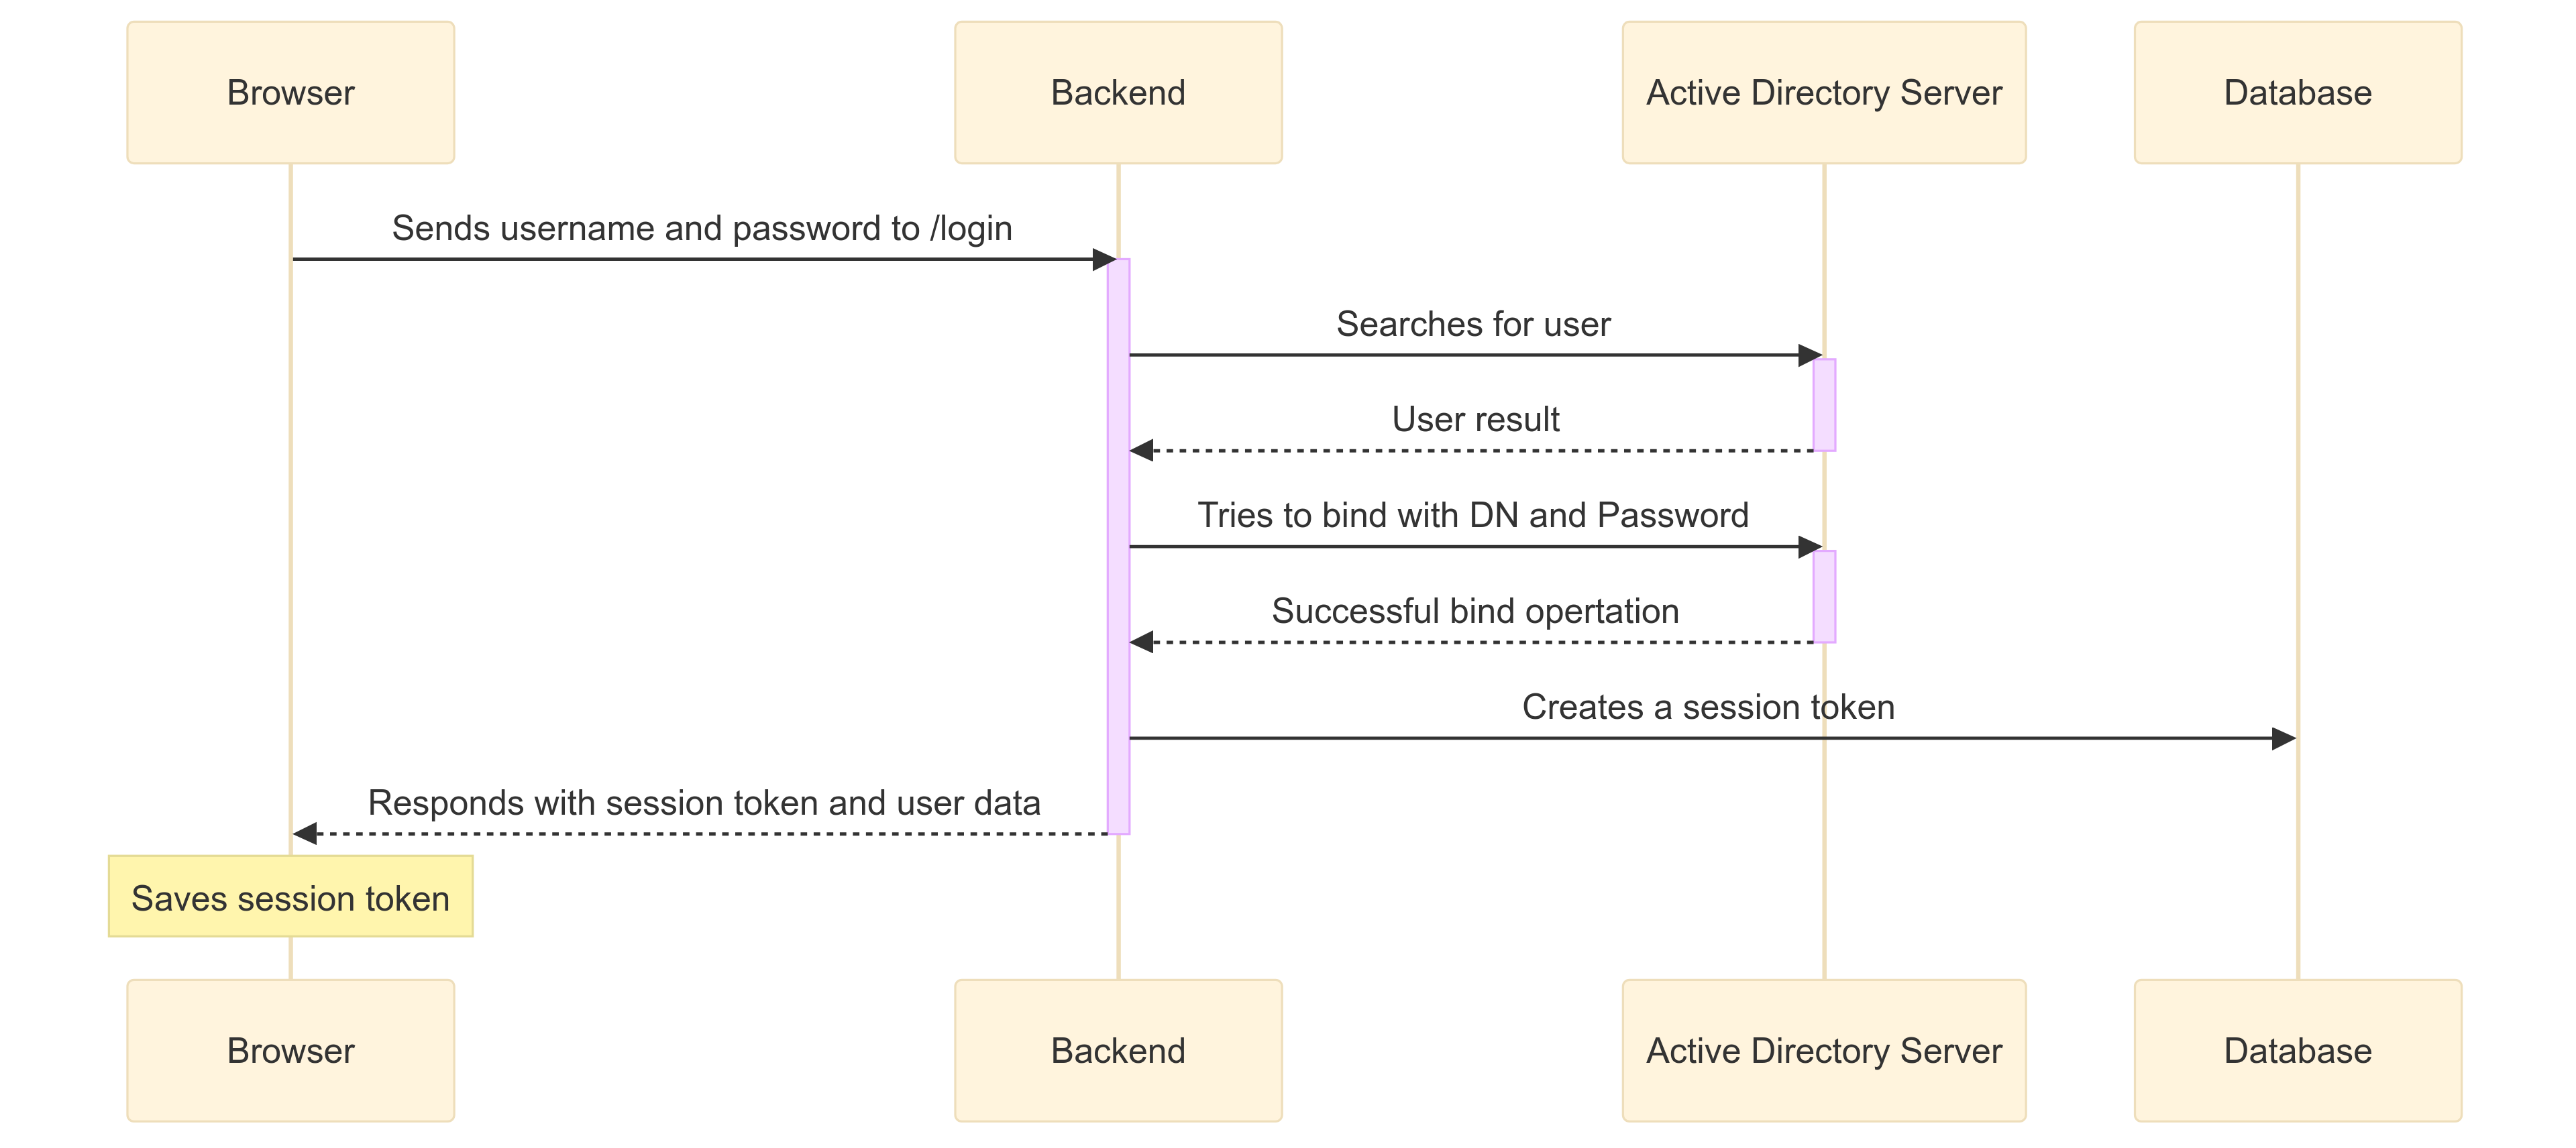 Browser
Backend
Active Directory Server
Database
Sends username and password to /login
Searches for user
User result
Tries to bind with DN and Password
Successful bind opertation
Creates a session token
Responds with session token and user data
Saves session token
Browser
Backend
Active Directory Server
Database